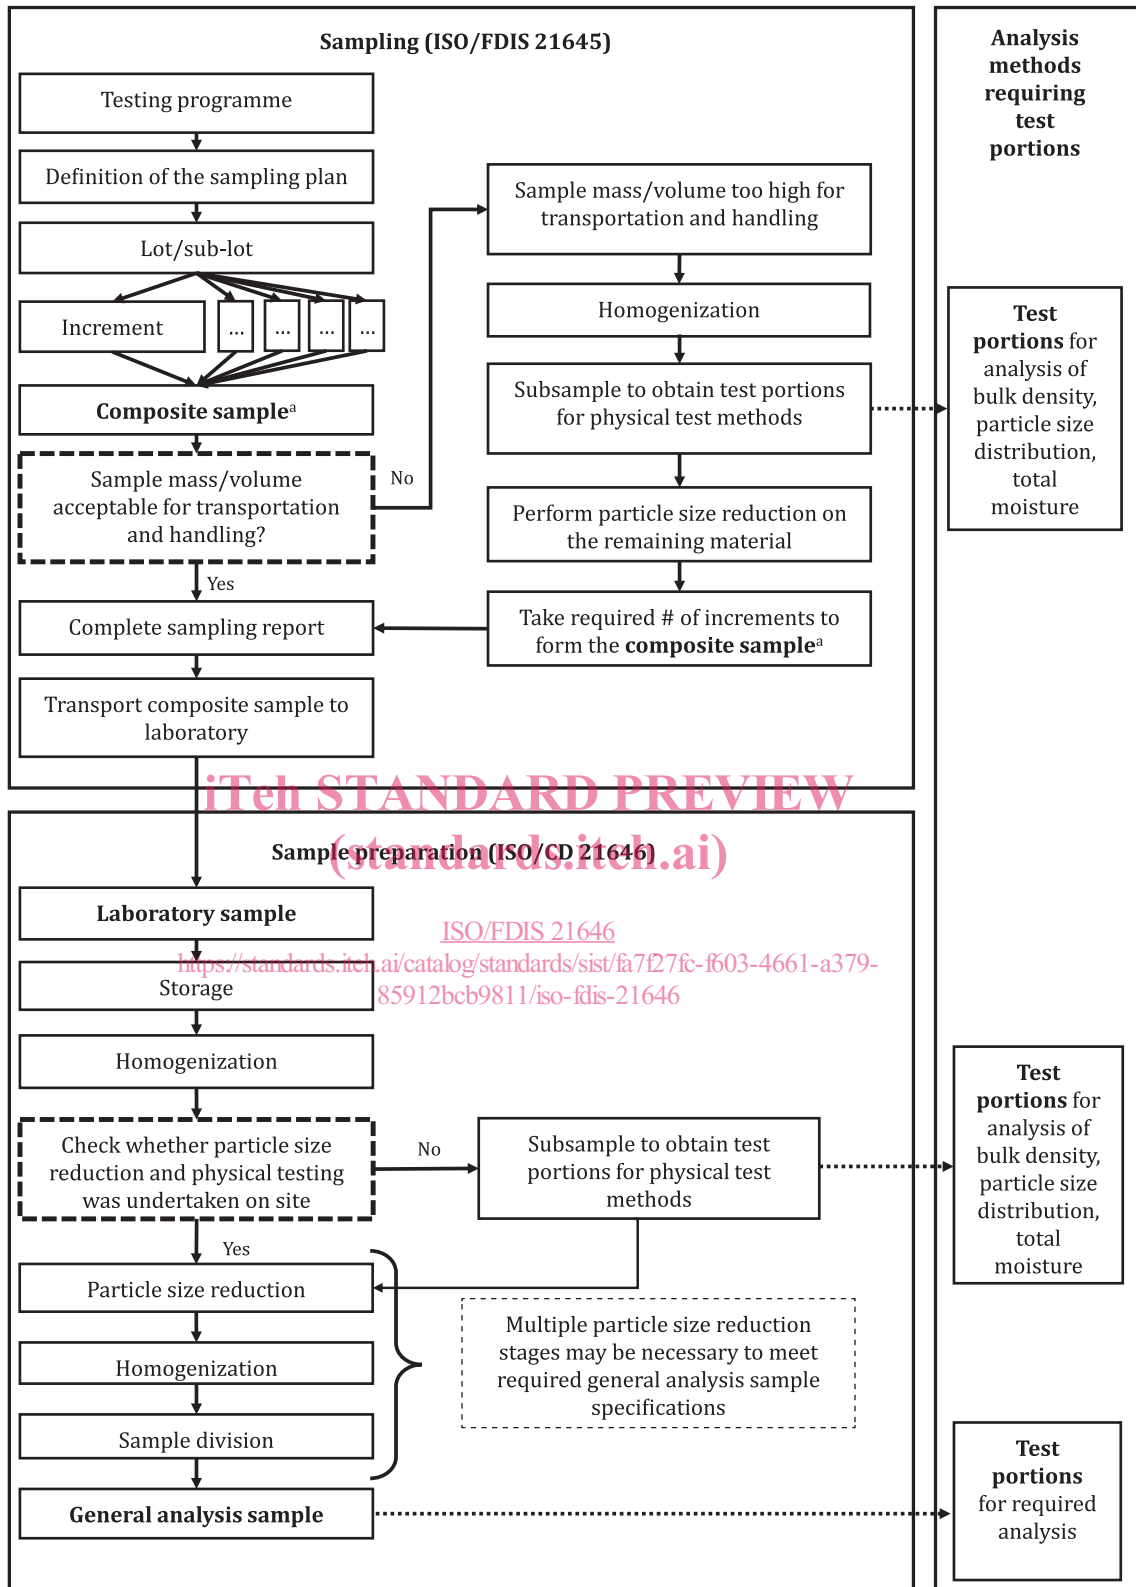 Sampling (ISO/FDIS 21645)
Testing programme
Definition of the sampling plan
Lot/sub-lot
Increment
...
...
...
...
Composite sampleᵃ
Sample mass/volume
acceptable for transportation
and handling?
No
Yes
Complete sampling report
Transport composite sample to
laboratory
Sample mass/volume too high for
transportation and handling
Homogenization
Subsample to obtain test portions
for physical test methods
Perform particle size reduction on
the remaining material
Take required # of increments to
form the composite sampleᵃ
Analysis
methods
requiring
test
portions
Test
portions for
analysis of
bulk density,
particle size
distribution,
total
moisture
iTeh STANDARD PREVIEW
(standards.iteh.ai)
Sample preparation (ISO/CD 21646)
ISO/FDIS 21646
https://standards.iteh.ai/catalog/standards/sist/fa7f27fc-f603-4661-a379-
85912bcb9811/iso-fdis-21646
Laboratory sample
Storage
Homogenization
Check whether particle size
reduction and physical testing
was undertaken on site
No
Yes
Subsample to obtain test
portions for physical test
methods
Test
portions for
analysis of
bulk density,
particle size
distribution,
total
moisture
Particle size reduction
Homogenization
Sample division
Multiple particle size reduction
stages may be necessary to meet
required general analysis sample
specifications
General analysis sample
Test
portions
for required
analysis